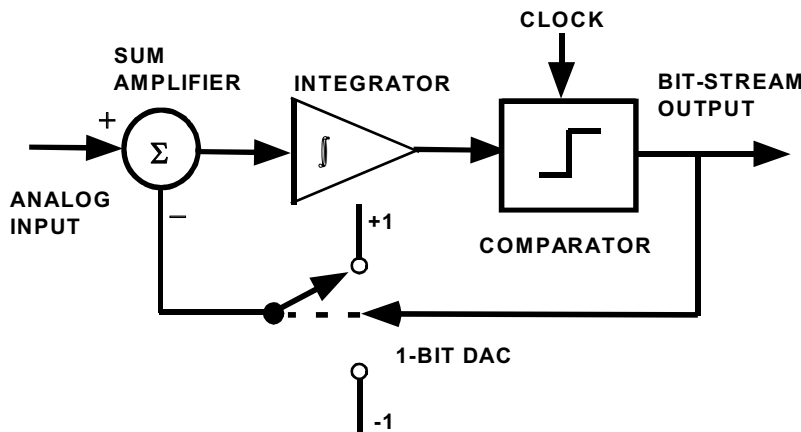 CLOCK
SUM
AMPLIFIER
INTEGRATOR
BIT-STREAM
OUTPUT
+
Σ
∫
ANALOG
INPUT
−
+1
COMPARATOR
1-BIT DAC
-1